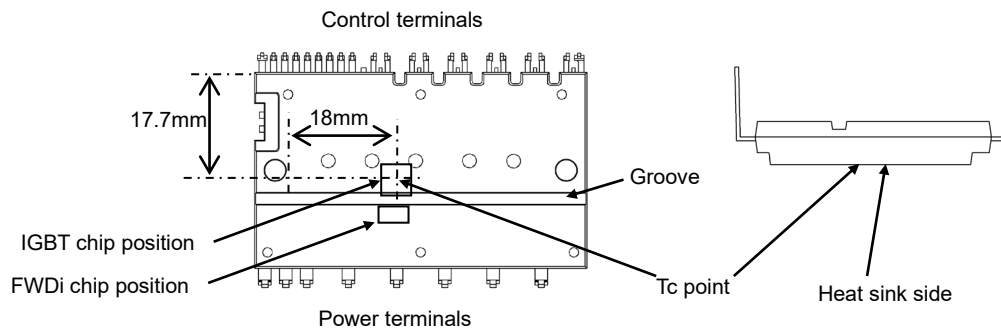 Control terminals
17.7mm
18mm
Groove
IGBT chip position
FWDi chip position
Tc point
Heat sink side
Power terminals